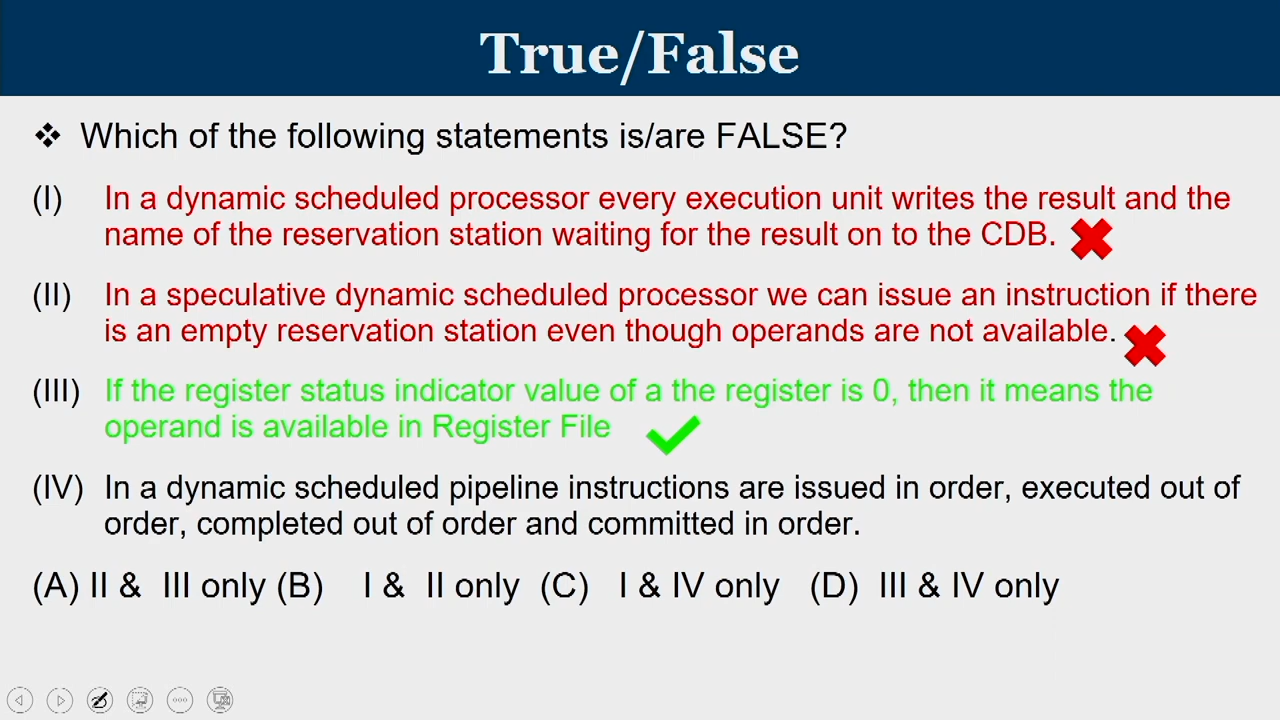 True/False
❖ Which of the following statements is/are FALSE?
(I) In a dynamic scheduled processor every execution unit writes the result and the
name of the reservation station waiting for the result on to the CDB.
(II) In a speculative dynamic scheduled processor we can issue an instruction if there
is an empty reservation station even though operands are not available.
(III) If the register status indicator value of a the register is 0, then it means the
operand is available in Register File
(IV) In a dynamic scheduled pipeline instructions are issued in order, executed out of
order, completed out of order and committed in order.
(A) II & III only (B) I & II only (C) I & IV only (D) III & IV only